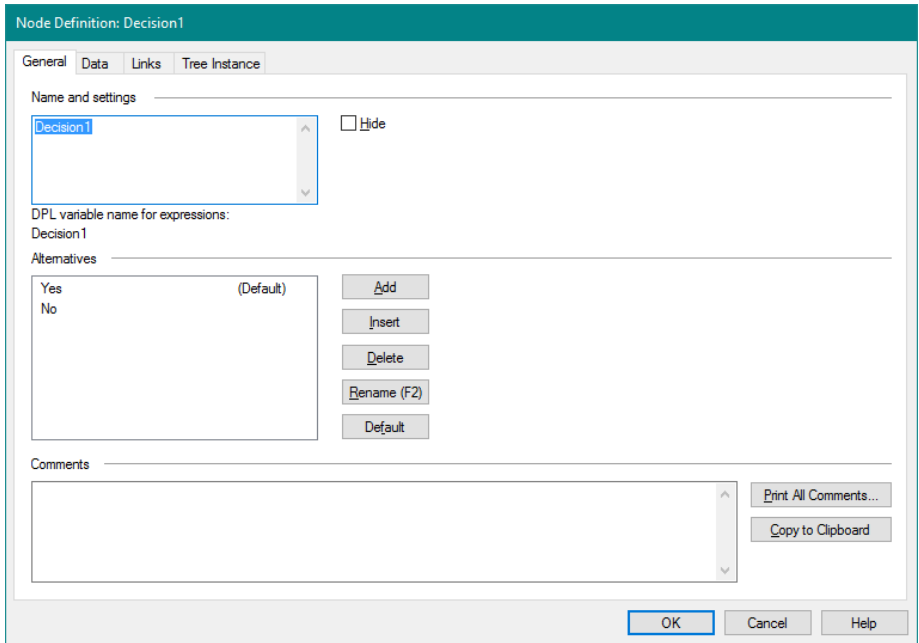 Node Definition: Decision1
General Data Links Tree Instance
Name and settings
Decision1
Hide
DPL variable name for expressions:
Decision1
Alternatives
Yes (Default)
No
Add
Insert
Delete
Rename (F2)
Default
Comments
Print All Comments...
Copy to Clipboard
OK Cancel Help